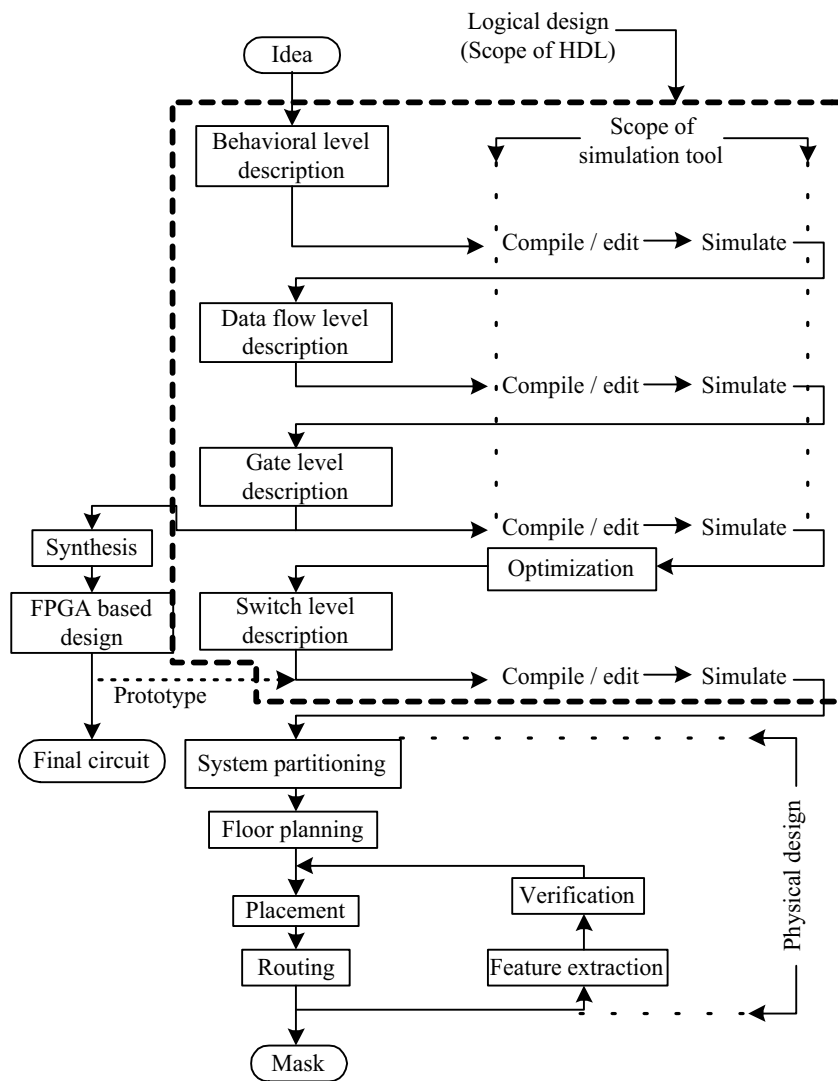 Logical design
(Scope of HDL)
Idea
Behavioral level
description
Scope of
simulation tool
Compile / edit
Simulate
Data flow level
description
Compile / edit
Simulate
Gate level
description
Compile / edit
Simulate
Synthesis
Optimization
FPGA based
design
Switch level
description
Prototype
Compile / edit
Simulate
Final circuit
System partitioning
Floor planning
Physical design
Placement
Verification
Routing
Feature extraction
Mask